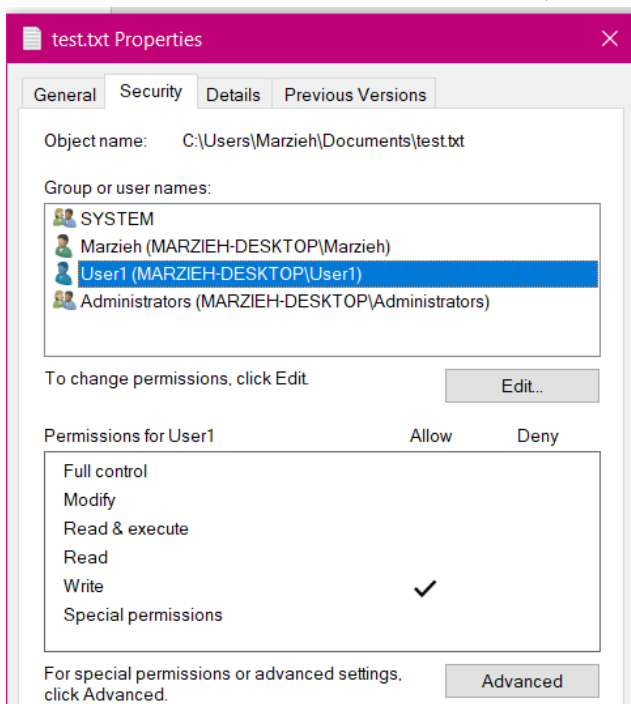 test.txt Properties
General Security Details Previous Versions
Object name: C:\Users\Marzieh\Documents\test.txt
Group or user names:
SYSTEM
Marzieh (MARZIEH-DESKTOP\Marzieh)
User1 (MARZIEH-DESKTOP\User1)
Administrators (MARZIEH-DESKTOP\Administrators)
To change permissions, click Edit.
Edit...
Permissions for User1 Allow Deny
Full control
Modify
Read & execute
Read
Write
Special permissions
For special permissions or advanced settings,
click Advanced.
Advanced